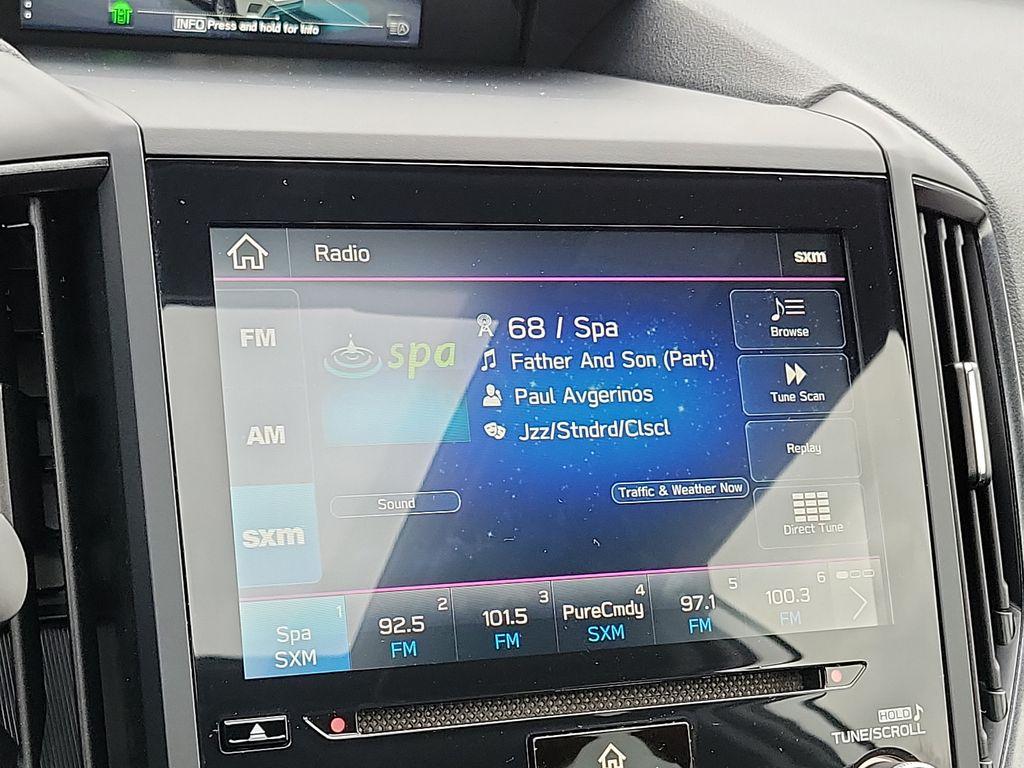 INFO Press and hold for Info
Radio
sxm
FM
AM
sxm
spa
68 / Spa
Father And Son (Part)
Paul Avgerinos
Jzz/Stndrd/Clscl
Browse
Tune Scan
Replay
Direct Tune
Sound
Traffic & Weather Now
1
Spa
SXM
2
92.5
FM
3
101.5
FM
4
PureCmdy
SXM
5
97.1
FM
6
100.3
FM
HOLD
TUNE/SCROLL